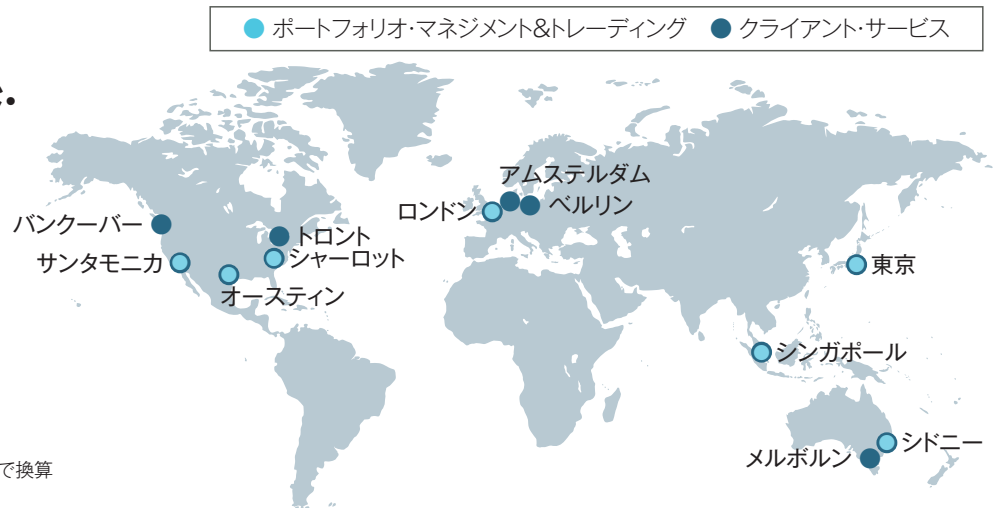 ポートフォリオ・マネジメント&トレーディング クライアント・サービス
アムステルダム
ロンドン
ベルリン
バンクーバー
トロント
サンタモニカ
シャーロット
東京
オースティン
シンガポール
シドニー
メルボルン
で換算